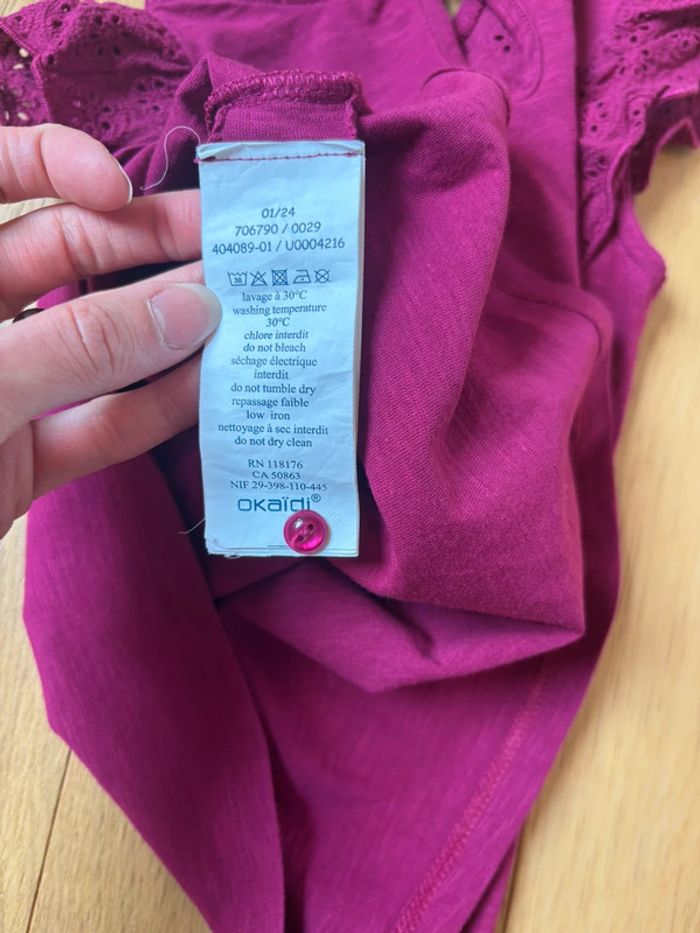 01/24
706790 / 0029
404089-01 / U0004216
30
lavage à 30°C
washing temperature
30°C
chlore interdit
do not bleach
séchage électrique
interdit
do not tumble dry
repassage faible
low iron
nettoyage à sec interdit
do not dry clean
RN 118176
CA 50863
NIF 29-398-110-445
okaïdi®